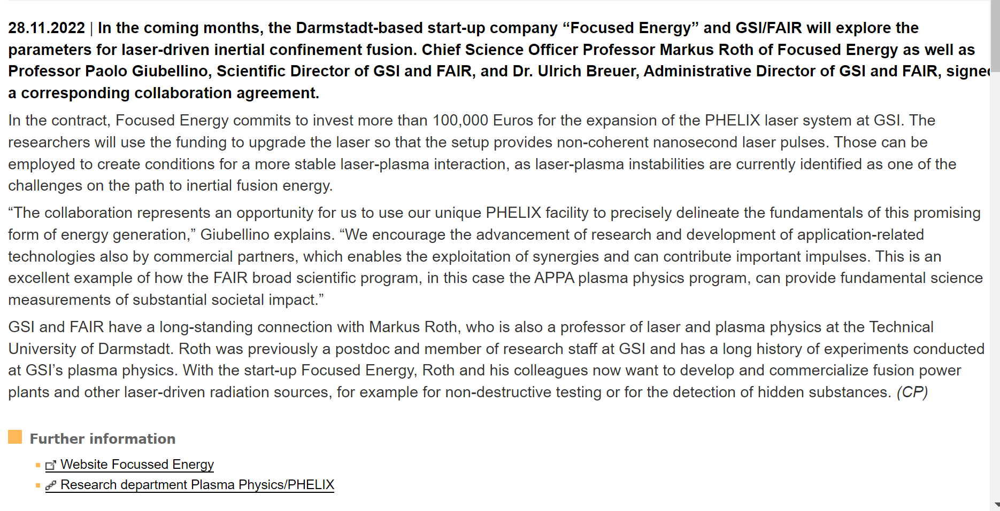 28.11.2022 | In the coming months, the Darmstadt-based start-up company “Focused Energy” and GSI/FAIR will explore the
parameters for laser-driven inertial confinement fusion. Chief Science Officer Professor Markus Roth of Focused Energy as well as
Professor Paolo Giubellino, Scientific Director of GSI and FAIR, and Dr. Ulrich Breuer, Administrative Director of GSI and FAIR, signed
a corresponding collaboration agreement.
In the contract, Focused Energy commits to invest more than 100,000 Euros for the expansion of the PHELIX laser system at GSI. The
researchers will use the funding to upgrade the laser so that the setup provides non-coherent nanosecond laser pulses. Those can be
employed to create conditions for a more stable laser-plasma interaction, as laser-plasma instabilities are currently identified as one of the
challenges on the path to inertial fusion energy.
“The collaboration represents an opportunity for us to use our unique PHELIX facility to precisely delineate the fundamentals of this promising
form of energy generation,” Giubellino explains. “We encourage the advancement of research and development of application-related
technologies also by commercial partners, which enables the exploitation of synergies and can contribute important impulses. This is an
excellent example of how the FAIR broad scientific program, in this case the APPA plasma physics program, can provide fundamental science
measurements of substantial societal impact.”
GSI and FAIR have a long-standing connection with Markus Roth, who is also a professor of laser and plasma physics at the Technical
University of Darmstadt. Roth was previously a postdoc and member of research staff at GSI and has a long history of experiments conducted
at GSI’s plasma physics. With the start-up Focused Energy, Roth and his colleagues now want to develop and commercialize fusion power
plants and other laser-driven radiation sources, for example for non-destructive testing or for the detection of hidden substances. (CP)
Further information
Website Focussed Energy
Research department Plasma Physics/PHELIX